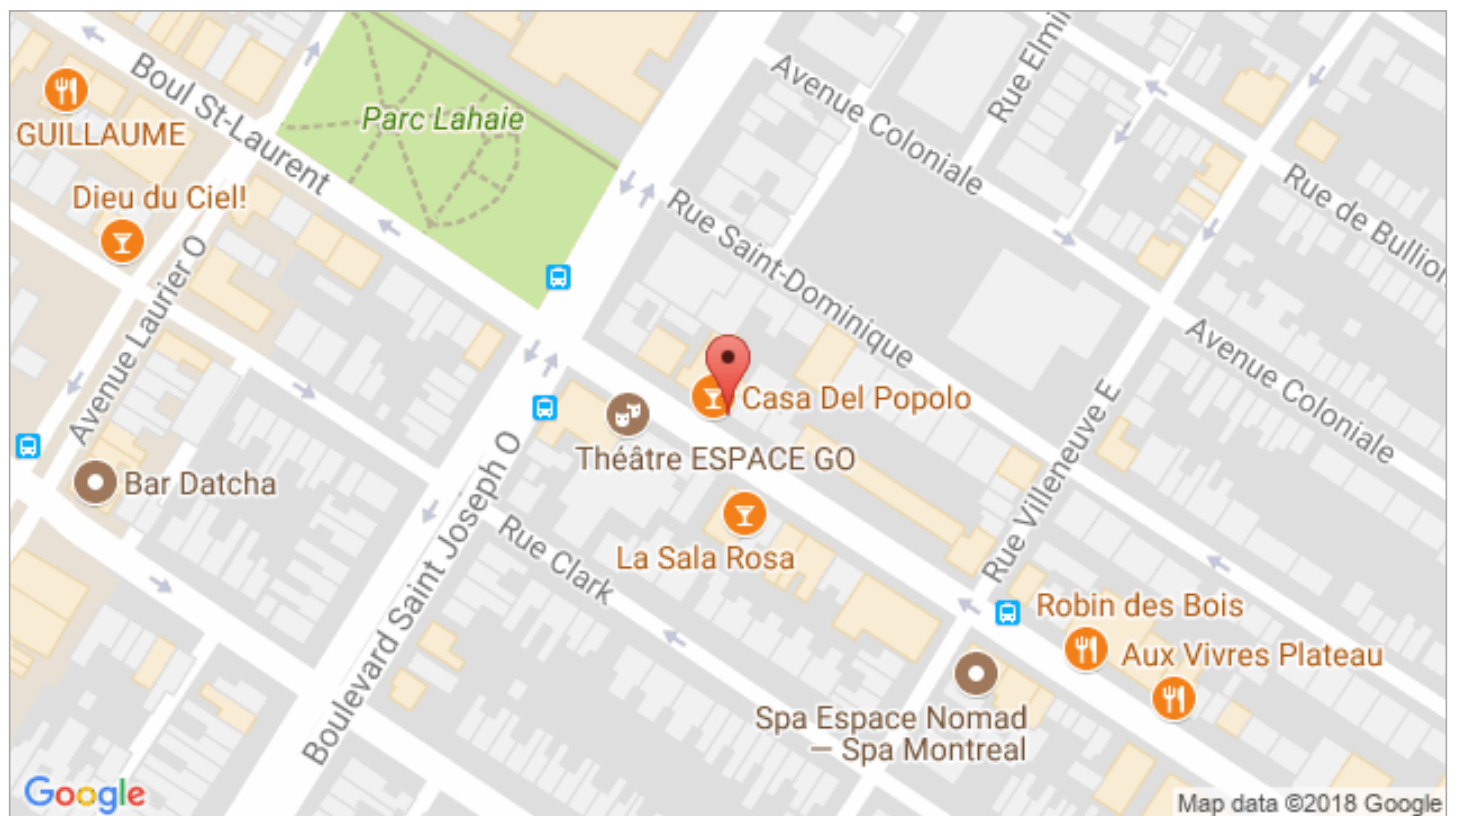 Boul St-Laurent
GUILLAUME
Parc Lahaie
Avenue Coloniale
Rue Elmi
Dieu du Ciel!
Rue Saint-Dominique
Rue de Bullion
Avenue Laurier O
Avenue Coloniale
Casa Del Popolo
Théâtre ESPACE GO
Bar Datcha
Boulevard Saint Joseph O
Rue Clark
La Sala Rosa
Rue Villeneuve E
Robin des Bois
Aux Vivres Plateau
Spa Espace Nomad
— Spa Montreal
Google
Map data ©2018 Google